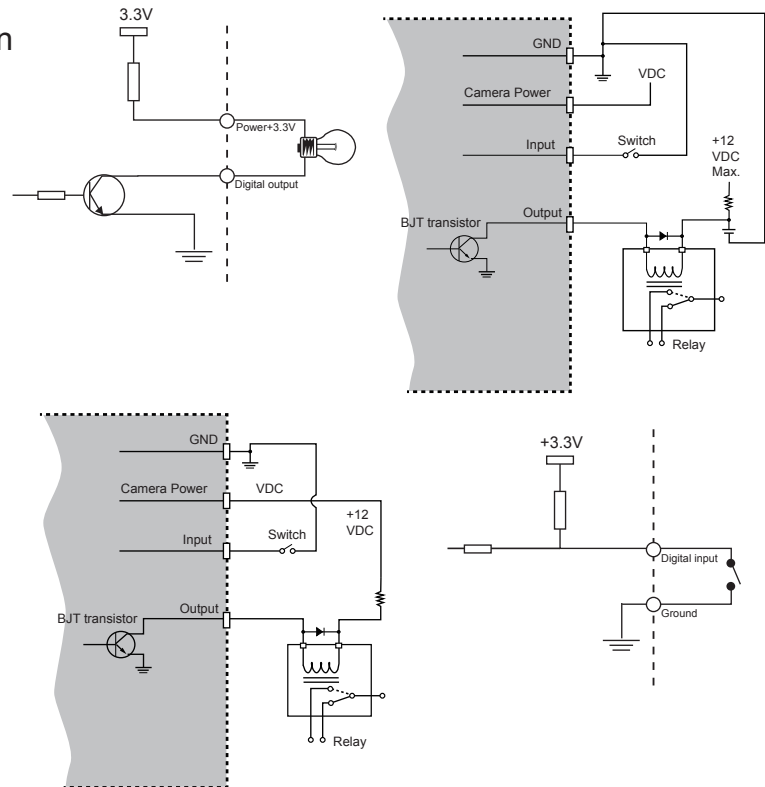 n
3.3V
Power+3.3V
Digital output
GND
Camera Power
VDC
Input
Switch
+12
VDC
Max.
Output
BJT transistor
Relay
GND
Camera Power
VDC
+12
VDC
Input
Switch
Output
BJT transistor
Relay
+3.3V
Digital input
Ground